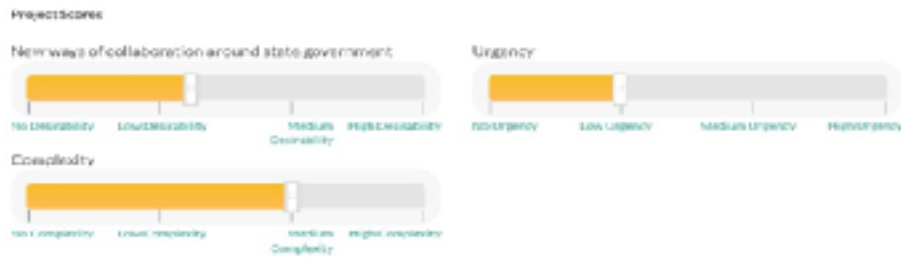 Project Scores
New ways of collaboration around state government
No Desirability Low Desirability Medium Desirability High Desirability
Urgency
No Urgency Low Urgency Medium Urgency High Urgency
Complexity
No Complexity Low Complexity Medium Complexity High Complexity